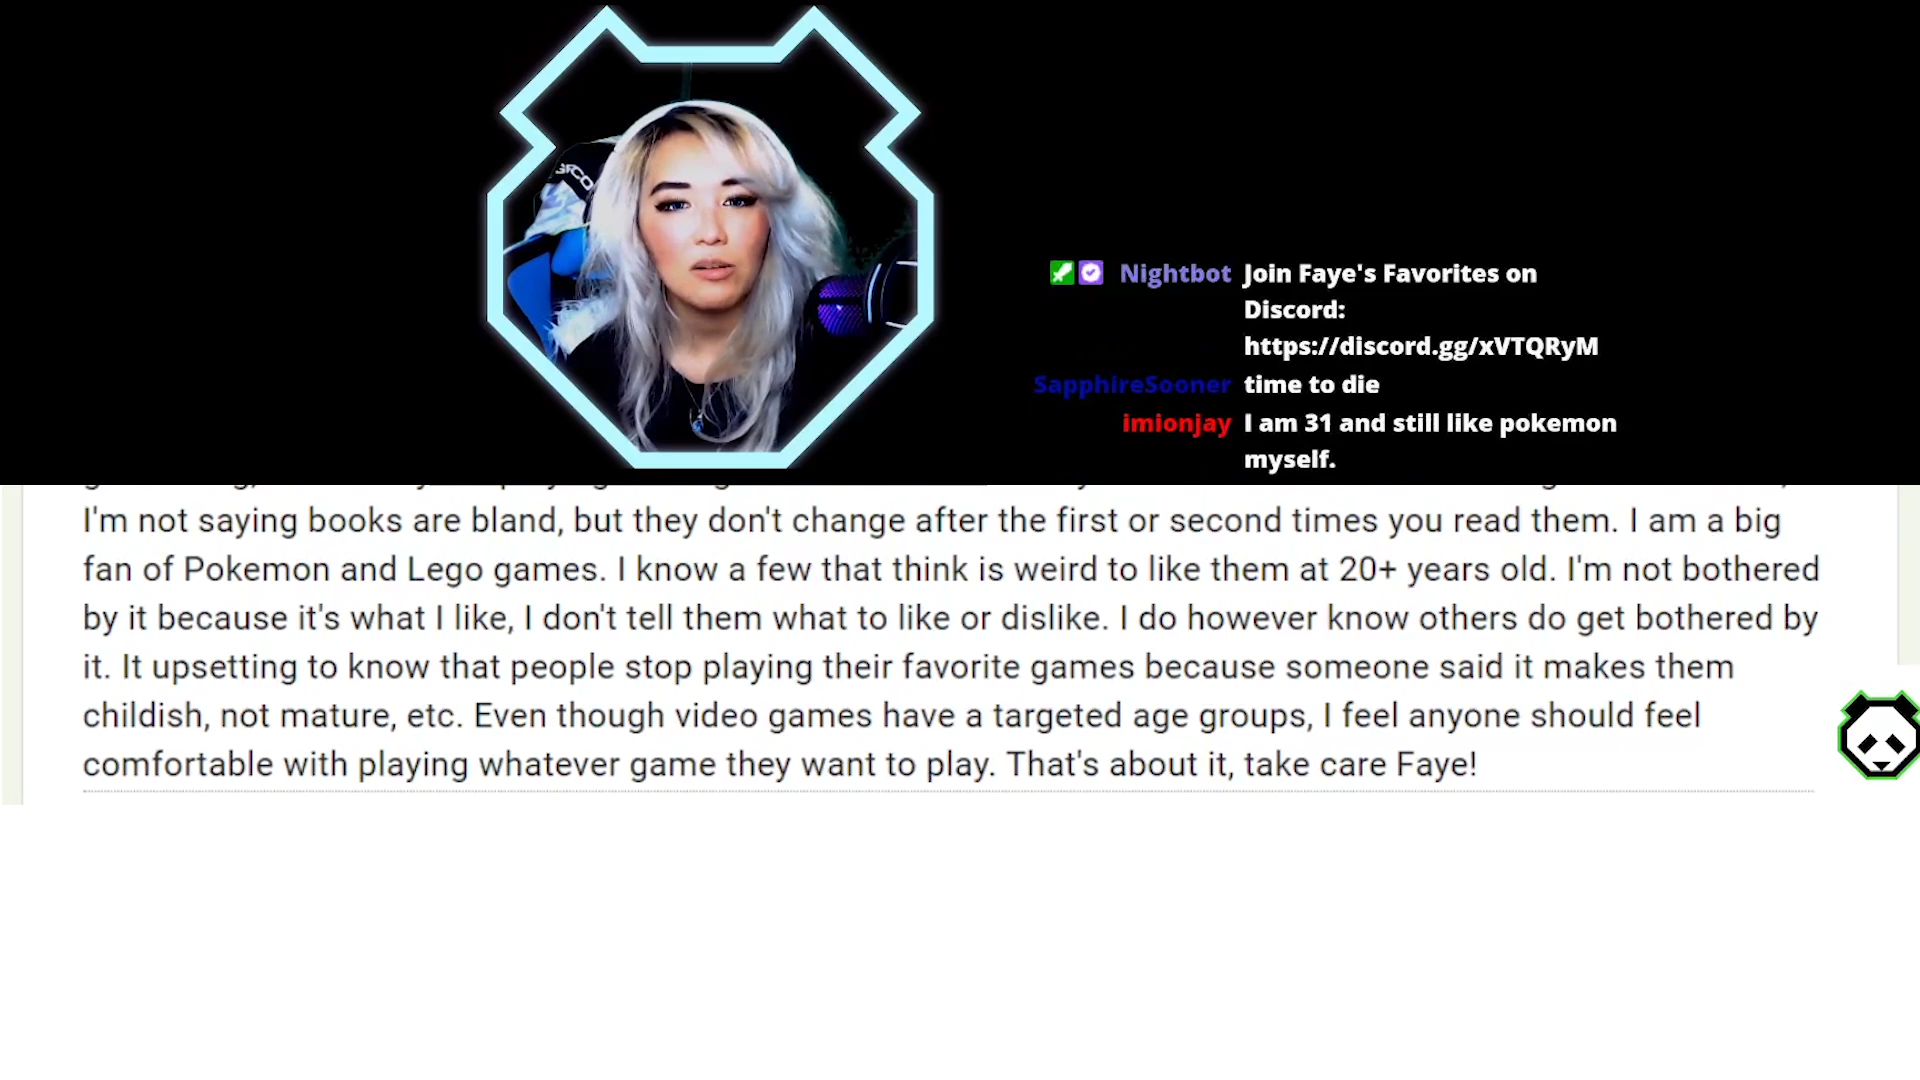 Nightbot Join Faye's Favorites on
Discord:
https://discord.gg/xVTQRyM
SapphireSooner time to die
imionjay I am 31 and still like pokemon
myself.
I'm not saying books are bland, but they don't change after the first or second times you read them. I am a big
fan of Pokemon and Lego games. I know a few that think is weird to like them at 20+ years old. I'm not bothered
by it because it's what I like, I don't tell them what to like or dislike. I do however know others do get bothered by
it. It upsetting to know that people stop playing their favorite games because someone said it makes them
childish, not mature, etc. Even though video games have a targeted age groups, I feel anyone should feel
comfortable with playing whatever game they want to play. That's about it, take care Faye!